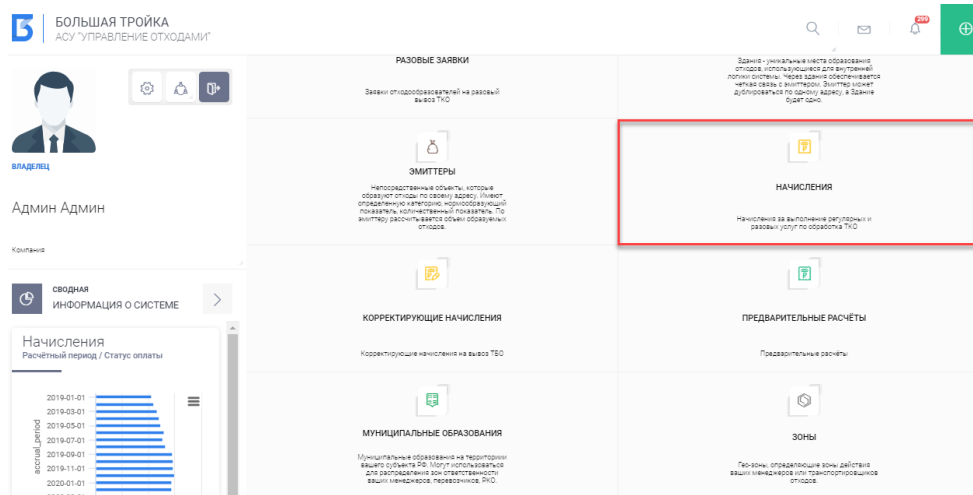 БОЛЬШАЯ ТРОЙКА
АСУ "УПРАВЛЕНИЕ ОТХОДАМИ"
299
ВЛАДЕЛЕЦ
Админ Админ
Компания
СВОДНАЯ
ИНФОРМАЦИЯ О СИСТЕМЕ
Начисления
Расчётный период / Статус оплаты
accrual_period
2019-01-01
2019-03-01
2019-05-01
2019-07-01
2019-09-01
2019-11-01
2020-01-01
РАЗОВЫЕ ЗАЯВКИ
Заявки отходообразователей на разовый
вывоз ТКО
Здания - уникальные места образования
отходов, использующиеся для внутренней
логики системы. Через здания обеспечивается
четкая связь с эмиттером. Эмиттер может
дублироваться по одному адресу, а Здание
будет одно.
ЭМИТТЕРЫ
Непосредственные объекты, которые
образуют отходы по своему адресу. Имеют
определенную категорию, нормообразующий
показатель, количественный показатель. По
эмиттеру рассчитывается объем образуемых
отходов.
НАЧИСЛЕНИЯ
Начисления за выполнение регулярных и
разовых услуг по обработка ТКО
КОРРЕКТИРУЮЩИЕ НАЧИСЛЕНИЯ
Корректирующие начисления на вывоз ТБО
ПРЕДВАРИТЕЛЬНЫЕ РАСЧЁТЫ
Предварительные расчёты
МУНИЦИПАЛЬНЫЕ ОБРАЗОВАНИЯ
Муниципальные образования на территориии
вашего субъекта РФ. Могут использоваться
для распределения зон ответственности
ваших менеджеров, перевозчиков, РКО.
ЗОНЫ
Гео-зоны, определяющие зоны действия
ваших менеджеров или транспортировщиков
отходов.